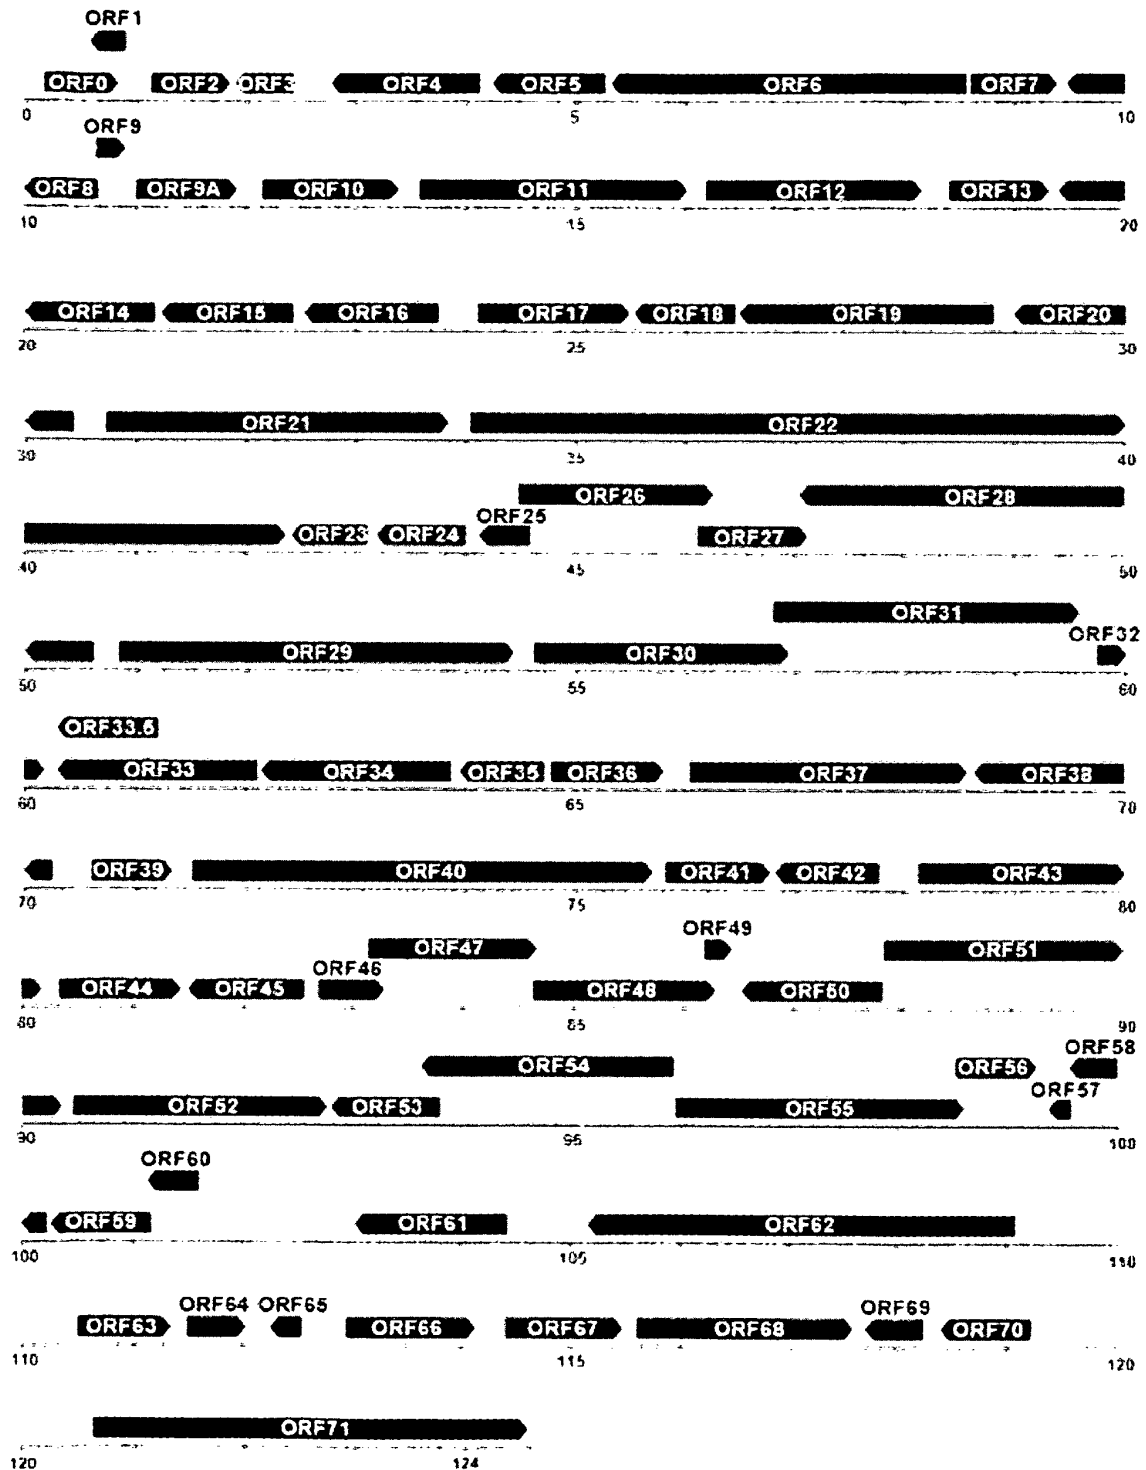 ORF1
ORF0 ORF2 ORF3 ORF4 ORF5 ORF6 ORF7
0 5 10
ORF9
ORF8 ORF9A ORF10 ORF11 ORF12 ORF13
10 15 20
ORF14 ORF15 ORF16 ORF17 ORF18 ORF19 ORF20
20 25 30
ORF21 ORF22
30 35 40
ORF26 ORF28
ORF23 ORF24 ORF25 ORF27
40 45 50
ORF31
ORF29 ORF30 ORF32
50 55 60
ORF33.5
ORF33 ORF34 ORF35 ORF36 ORF37 ORF38
60 65 70
ORF39 ORF40 ORF41 ORF42 ORF43
70 75 80
ORF47 ORF49 ORF51
ORF44 ORF45 ORF46 ORF48 ORF50
80 85 90
ORF54 ORF56 ORF58
ORF52 ORF53 ORF55 ORF57
90 95 100
ORF60
ORF59 ORF61 ORF62
100 105 110
ORF64 ORF65 ORF69
ORF63 ORF66 ORF67 ORF68 ORF70
110 115 120
ORF71
120 124